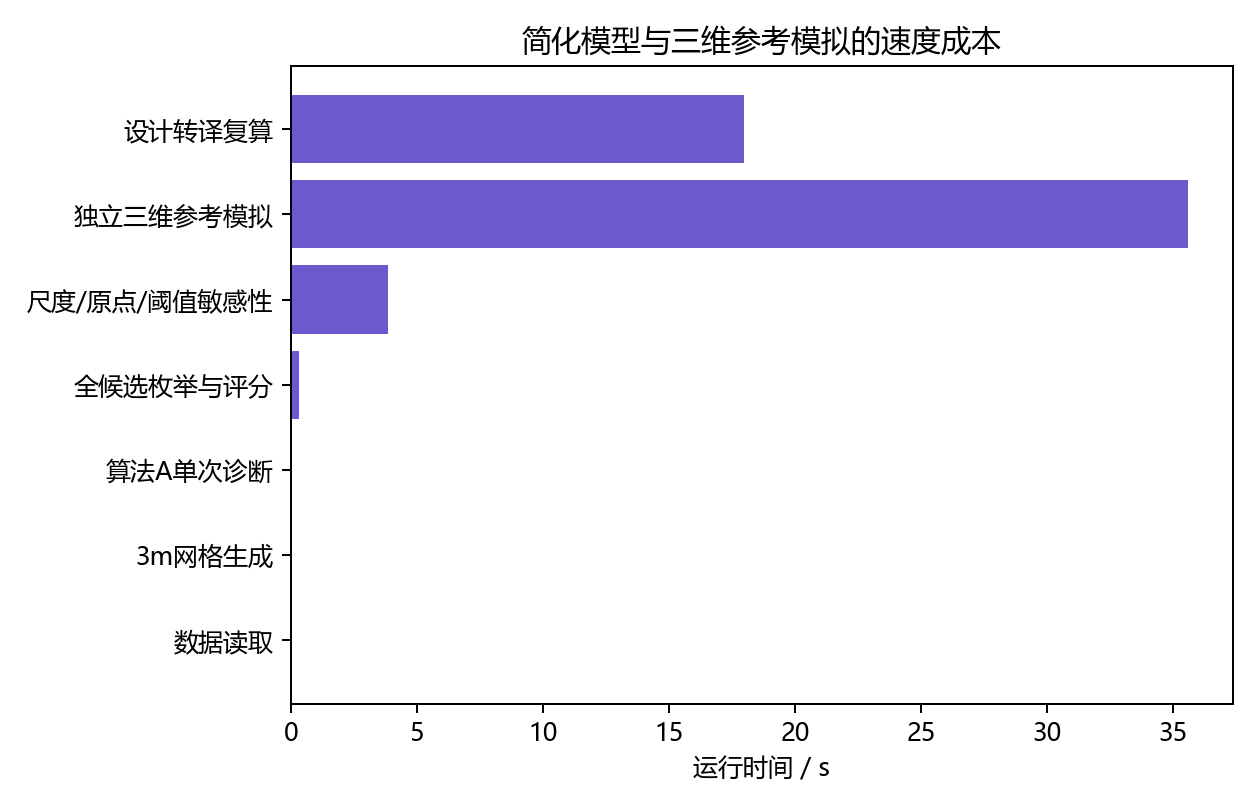 简化模型与三维参考模拟的速度成本
设计转译复算
独立三维参考模拟
尺度/原点/阈值敏感性
全候选枚举与评分
算法A单次诊断
3m网格生成
数据读取
0 5 10 15 20 25 30 35
运行时间 / s